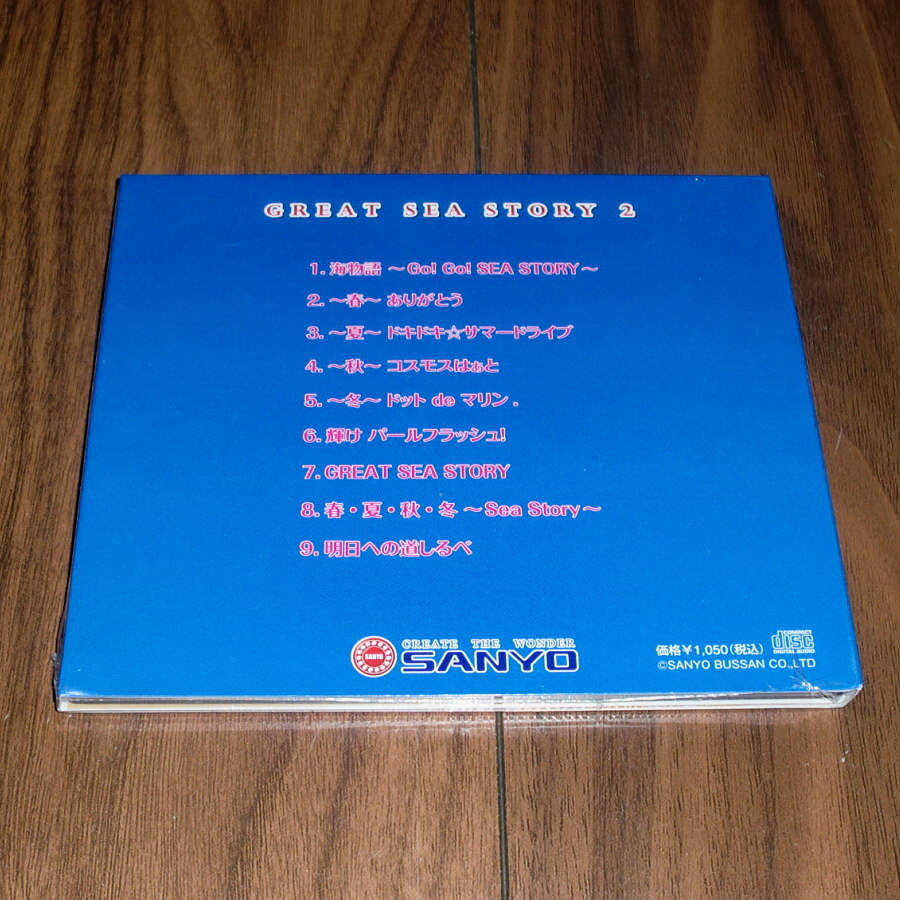 GREAT SEA STORY 2
1. 海物語 ～Go! Go! SEA STORY～
2. ～春～ ありがとう
3. ～夏～ ドキドキ☆サマードライブ
4. ～秋～ コスモスはぁと
5. ～冬～ ドット de マリン.
6. 輝け パールフラッシュ!
7. GREAT SEA STORY
8. 春・夏・秋・冬 ～Sea Story～
9. 明日への道しるべ
CREATE THE WONDER
SANYO
SANYO
価格￥1,050(税込)
COMPACT
disc
DIGITAL AUDIO
©SANYO BUSSAN CO.,LTD